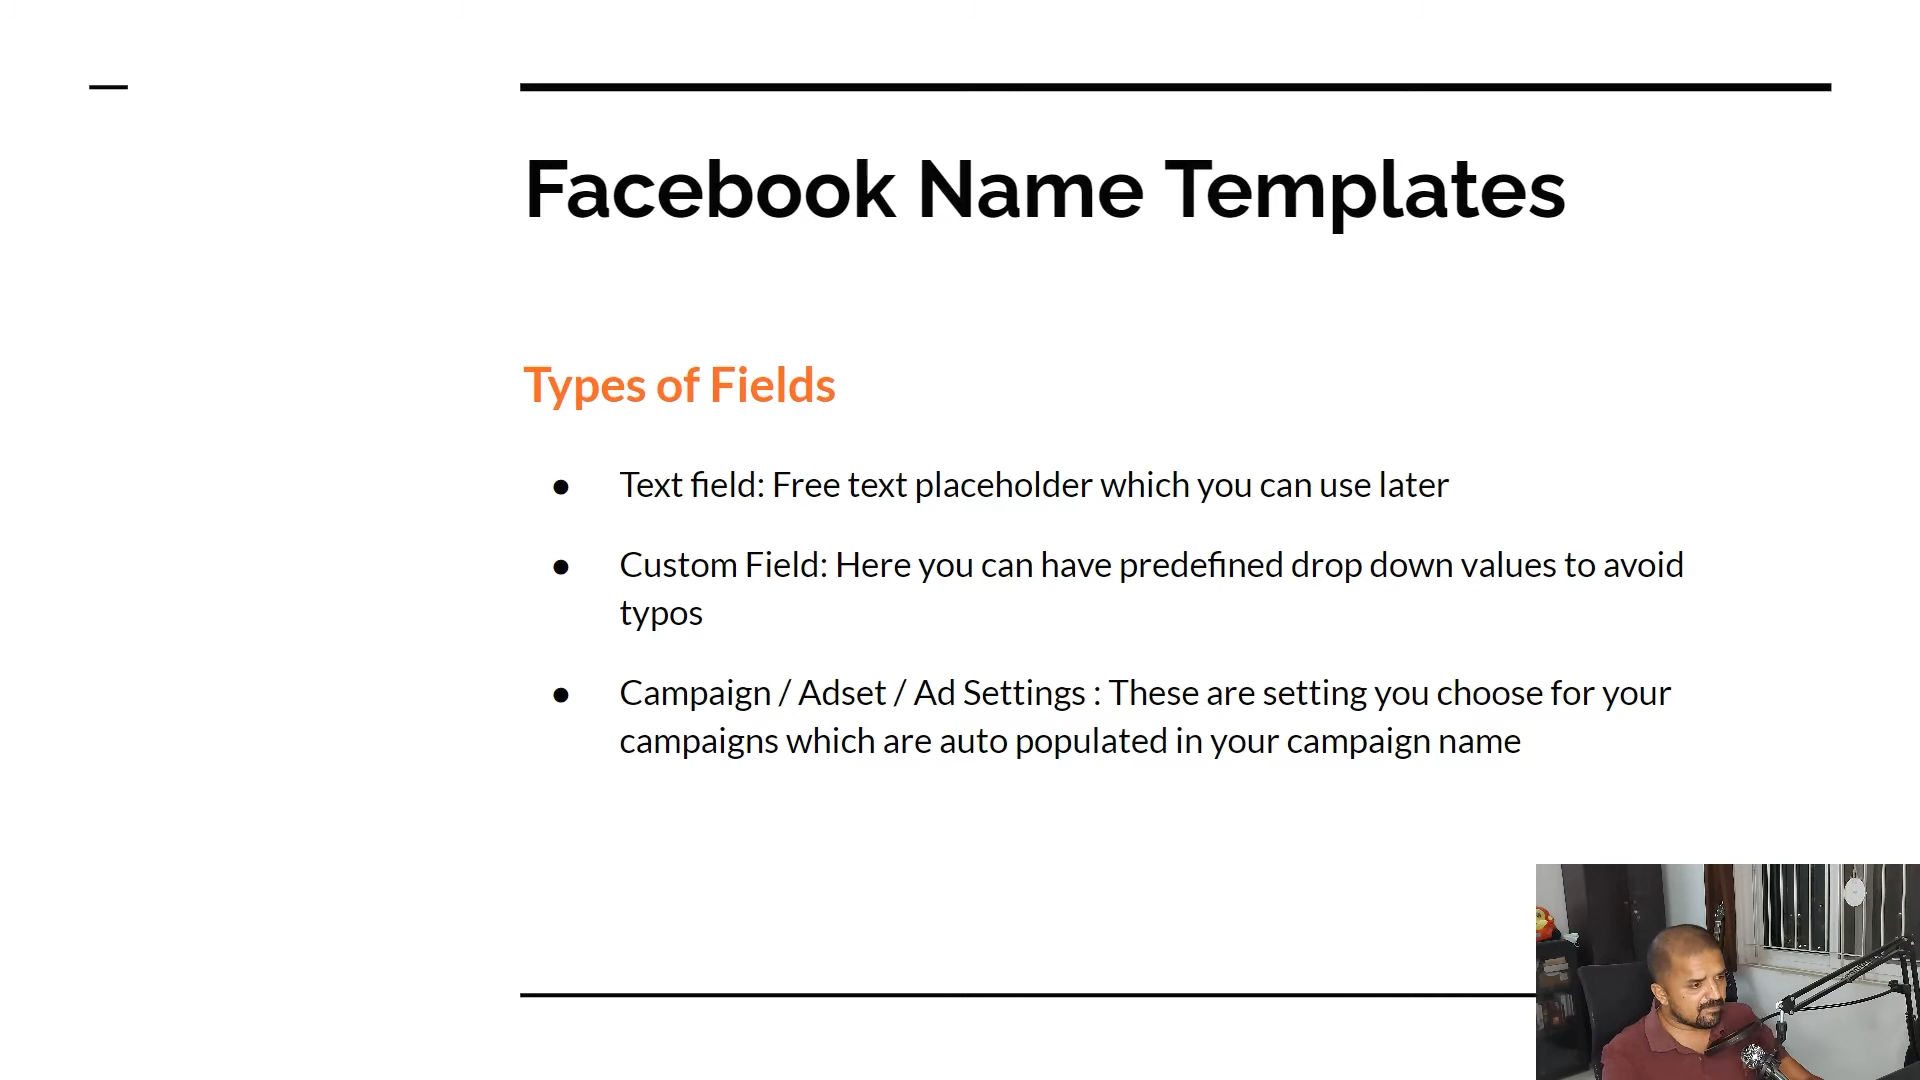 Facebook Name Templates
Types of Fields
● Text field: Free text placeholder which you can use later
● Custom Field: Here you can have predefined drop down values to avoid
typos
● Campaign / Adset / Ad Settings : These are setting you choose for your
campaigns which are auto populated in your campaign name